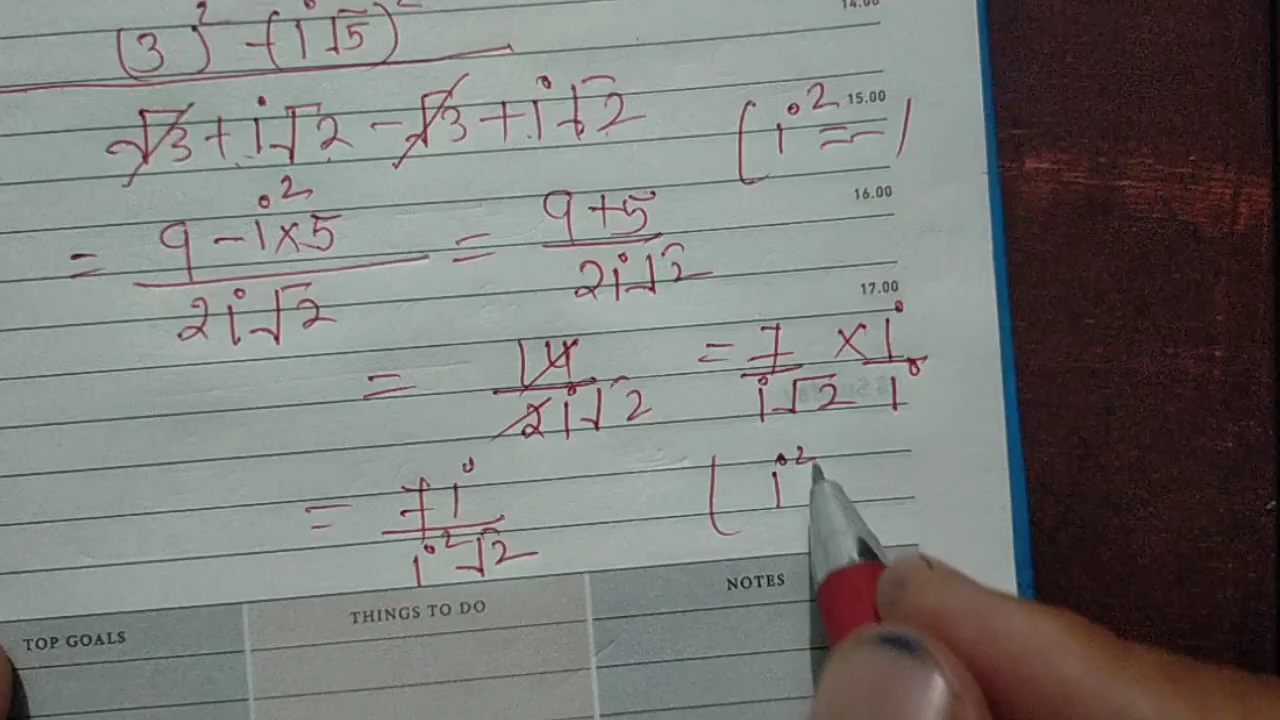 14.00
(3)² - (i√5)²
√3 + i√2 - √3 + i√2
(i² = -1)
15.00
= 9 - i² × 5 / 2i√2 = 9 + 5 / 2i√2
16.00
17.00
= 14 / 2i√2 = 7 / i√2 × i / i
= 7i / i²√2 ( i²
TOP GOALS THINGS TO DO NOTES